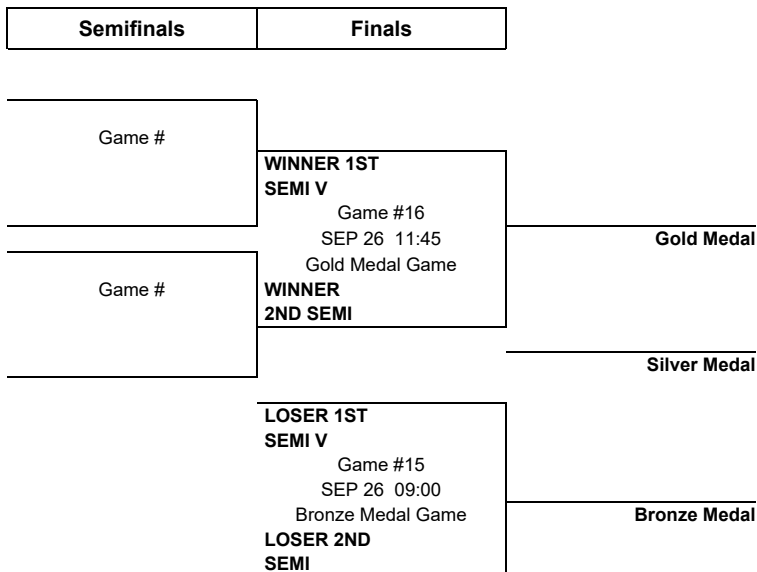 Semifinals
Finals
Game #
WINNER 1ST
SEMI V
Game #16
SEP 26 11:45
Gold Medal Game
WINNER
2ND SEMI
Gold Medal
Game #
Silver Medal
LOSER 1ST
SEMI V
Game #15
SEP 26 09:00
Bronze Medal Game
LOSER 2ND
SEMI
Bronze Medal